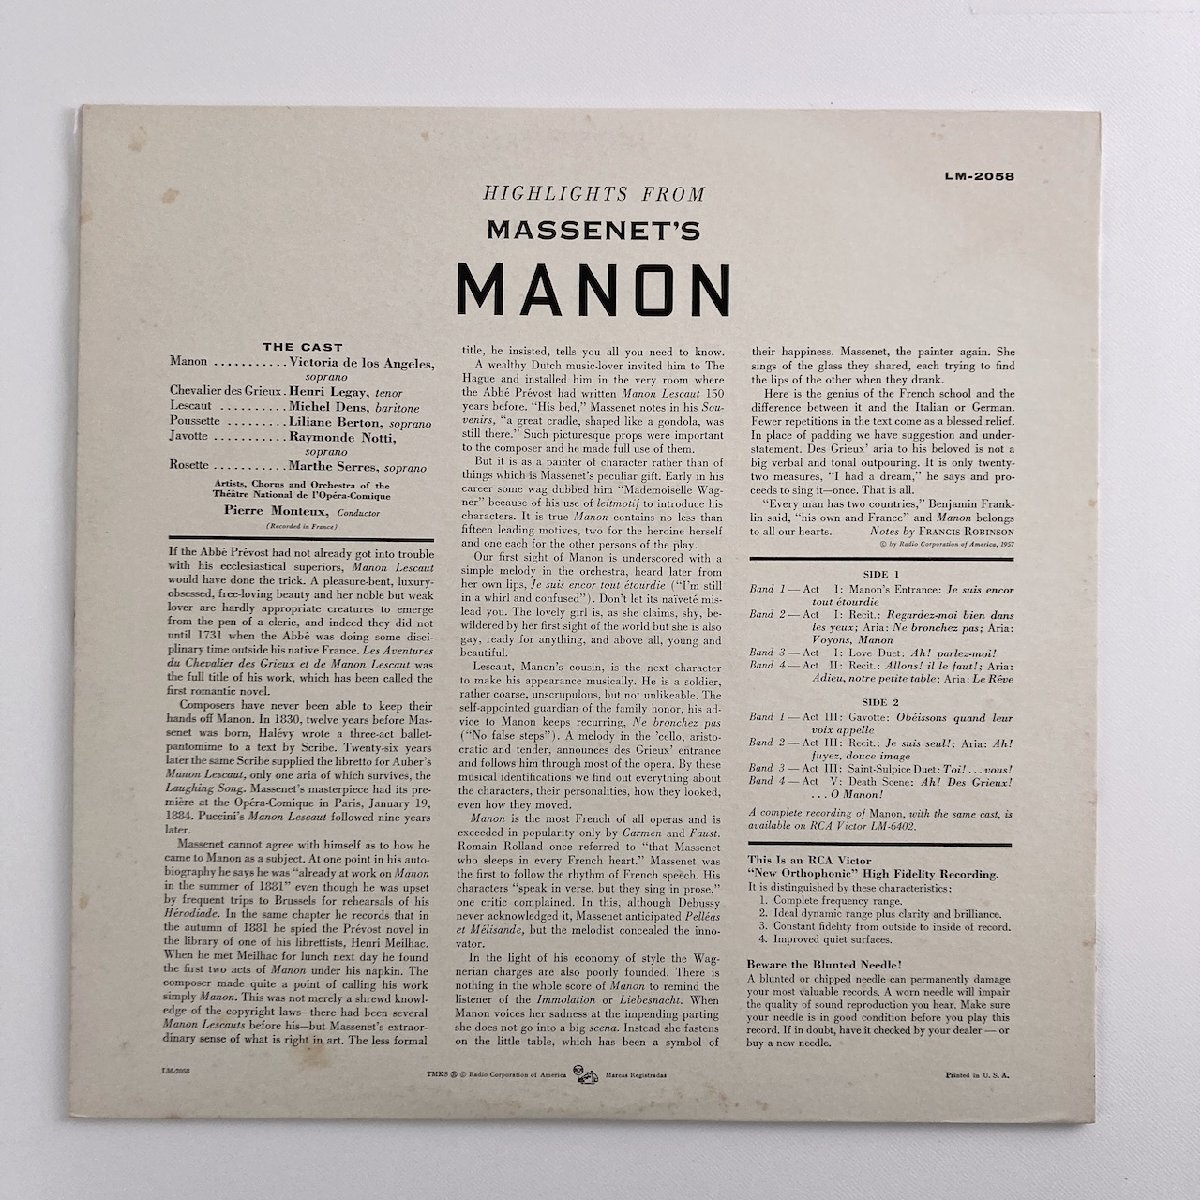 LM-2058
HIGHLIGHTS FROM
MASSENET'S
MANON
THE CAST
Manon ...........Victoria de los Angeles,
soprano
Chevalier des Grieux.Henri Legay, tenor
Lescaut ..........Michel Dens, baritone
Poussette .........Liliane Berton, soprano
Javotte ..........Raymonde Notti,
soprano
Rosette ..........Marthe Serres, soprano
Artists, Chorus and Orchestra of the
Théâtre National de l'Opéra-Comique
Pierre Monteux, Conductor
(Recorded in France)
If the Abbé Prévost had not already got into trouble
with his ecclesiastical superiors, Manon Lescaut
would have done the trick. A pleasure-bent, luxury-
obsessed, free-loving beauty and her noble but weak
lover are hardly appropriate creatures to emerge
from the pen of a cleric, and indeed they did not
until 1731 when the Abbé was doing some disci-
plinary time outside his native France. Les Aventures
du Chevalier des Grieux et de Manon Lescaut was
the full title of his work, which has been called the
first romantic novel.
Composers have never been able to keep their
hands off Manon. In 1830, twelve years before Mas-
senet was born, Halévy wrote a three-act ballet-
pantomime to a text by Scribe. Twenty-six years
later the same Scribe supplied the libretto for Auber's
Manon Lescaut, only one aria of which survives, the
Laughing Song. Massenet's masterpiece had its pre-
mière at the Opéra-Comique in Paris, January 19,
1884. Puccini's Manon Lescaut followed nine years
later.
Massenet cannot agree with himself as to how he
came to Manon as a subject. At one point in his auto-
biography he says he was "already at work on Manon
in the summer of 1881" even though he was upset
by frequent trips to Brussels for rehearsals of his
Hérodiade. In the same chapter he records that in
the autumn of 1881 he spied the Prévost novel in
the library of one of his librettists, Henri Meilhac.
When he met Meilhac for lunch next day he found
the first two acts of Manon under his napkin. The
composer made quite a point of calling his work
simply Manon. This was not merely a shrewd knowl-
edge of the copyright laws—there had been several
Manon Lescauts before his—but Massenet's extraor-
dinary sense of what is right in art. The less formal
title, he insisted, tells you all you need to know.
A wealthy Dutch music-lover invited him to The
Hague and installed him in the very room where
the Abbé Prévost had written Manon Lescaut 150
years before. "His bed," Massenet notes in his Sou-
venirs, "a great cradle, shaped like a gondola, was
still there." Such picturesque props were important
to the composer and he made full use of them.
But it is as a painter of character rather than of
things which is Massenet's peculiar gift. Early in his
career some wag dubbed him "Mademoiselle Wag-
ner" because of his use of leitmotif to introduce his
characters. It is true Manon contains no less than
fifteen leading motives, two for the heroine herself
and one each for the other persons of the play.
Our first sight of Manon is underscored with a
simple melody in the orchestra, heard later from
her own lips, Je suis encor tout étourdie ("I'm still
in a whirl and confused"). Don't let its naïveté mis-
lead you. The lovely girl is, as she claims, shy, be-
wildered by her first sight of the world but she is also
gay, ready for anything, and above all, young and
beautiful.
Lescaut, Manon's cousin, is the next character
to make his appearance musically. He is a soldier,
rather coarse, unscrupulous, but not unlikeable. The
self-appointed guardian of the family honor, his ad-
vice to Manon keeps recurring, Ne bronchez pas
("No false steps"). A melody in the 'cello, aristo-
cratic and tender, announces des Grieux' entrance
and follows him through most of the opera. By these
musical identifications we find out everything about
the characters, their personalities, how they looked,
even how they moved.
Manon is the most French of all operas and is
exceeded in popularity only by Carmen and Faust.
Romain Rolland once referred to "that Massenet
who sleeps in every French heart." Massenet was
the first to follow the rhythm of French speech. His
characters "speak in verse, but they sing in prose."
one critic complained. In this, although Debussy
never acknowledged it, Massenet anticipated Pelléas
et Mélisande, but the melodist concealed the inno-
vator.
In the light of his economy of style the Wag-
nerian charges are also poorly founded. There is
nothing in the whole score of Manon to remind the
listener of the Immolation or Liebesnacht. When
Manon voices her sadness at the impending parting
she does not go into a big scena. Instead she fastens
on the little table, which has been a symbol of
their happiness. Massenet, the painter again. She
sings of the glass they shared, each trying to find
the lips of the other when they drank.
Here is the genius of the French school and the
difference between it and the Italian or German.
Fewer repetitions in the text come as a blessed relief.
In place of padding we have suggestion and under-
statement. Des Grieux' aria to his beloved is not a
big verbal and tonal outpouring. It is only twenty-
two measures, "I had a dream," he says and pro-
ceeds to sing it—once. That is all.
"Every man has two countries," Benjamin Frank-
lin said, "his own and France" and Manon belongs
to all our hearts. Notes by FRANCIS ROBINSON
© by Radio Corporation of America, 1957
SIDE 1
Band 1—Act I: Manon's Entrance: Je suis encor
tout étourdie
Band 2—Act I: Recit.: Regardez-moi bien dans
les yeux; Aria: Ne bronchez pas; Aria:
Voyons, Manon
Band 3—Act I: Love Duet: Ah! parlez-moi!
Band 4—Act II: Recit.: Allons! il le faut!; Aria:
Adieu, notre petite table: Aria: Le Rêve
SIDE 2
Band 1—Act III: Gavotte: Obéissons quand leur
voix appelle
Band 2—Act III: Recit.: Je suis seul!; Aria: Ah!
fuyez, douce image
Band 3—Act III: Saint-Sulpice Duet: Toi!...vous!
Band 4—Act V: Death Scene: Ah! Des Grieux!
...O Manon!
A complete recording of Manon, with the same cast, is
available on RCA Victor LM-6402.
This Is an RCA Victor
"New Orthophonic" High Fidelity Recording.
It is distinguished by these characteristics:
1. Complete frequency range.
2. Ideal dynamic range plus clarity and brilliance.
3. Constant fidelity from outside to inside of record.
4. Improved quiet surfaces.
Beware the Blunted Needle!
A blunted or chipped needle can permanently damage
your most valuable records. A worn needle will impair
the quality of sound reproduction you hear. Make sure
your needle is in good condition before you play this
record. If in doubt, have it checked by your dealer—or
buy a new needle.
LM-2058
TMKS ® © Radio Corporation of America
Marcas Registradas
Printed in U. S. A.